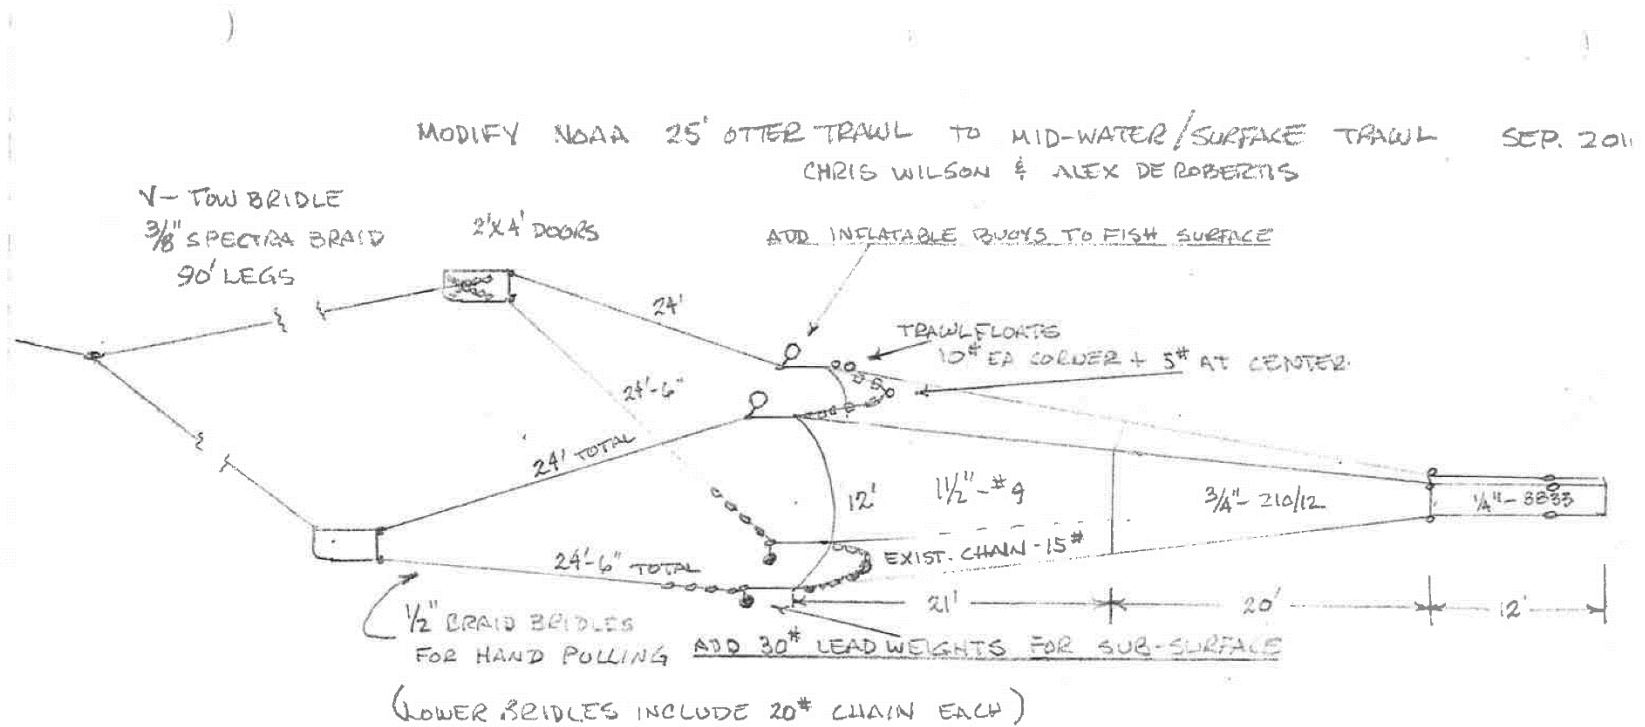 MODIFY NOAA 25' OTTER TRAWL TO MID-WATER/SURFACE TRAWL SEP. 2011
CHRIS WILSON & ALEX DE ROBERTIS
V-TOW BRIDLE
3/8" SPECTRA BRAID
90' LEGS
2'X4' DOORS
ADD INFLATABLE BUOYS TO FISH SURFACE
24'
TRAWL FLOATS
10# EA CORNER + 5# AT CENTER
24'-6"
24' TOTAL
12'
1 1/2" - #9
3/4" - 210/12
1/4" - 8833
EXIST. CHAIN - 15#
24'-6" TOTAL
21'
20'
12'
1/2" BRAID BRIDLES
FOR HAND PULLING
ADD 30# LEAD WEIGHTS FOR SUB-SURFACE
(LOWER BRIDLES INCLUDE 20# CHAIN EACH)